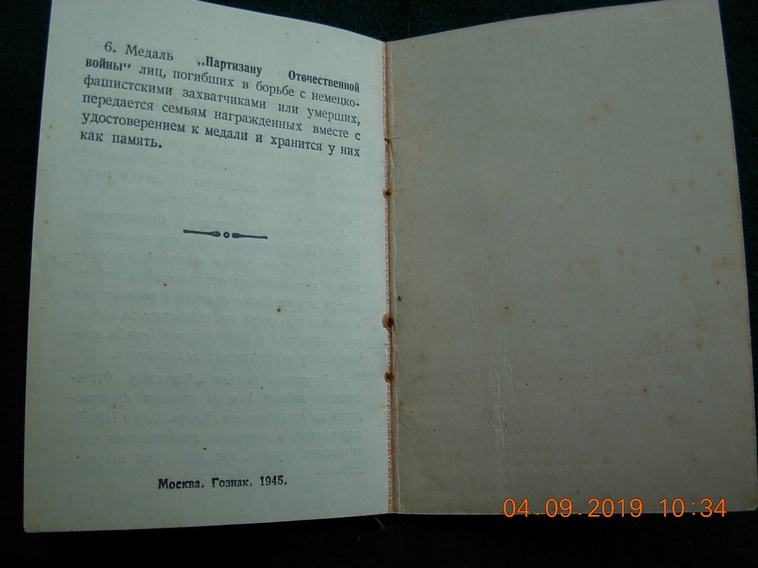 6. Медаль „Партизану Отечественной
войны“ лиц, погибших в борьбе с немецко-
фашистскими захватчиками или умерших,
передается семьям награжденных вместе с
удостоверением к медали и хранится у них
как память.
Москва. Гознак. 1945.
04.09.2019 10:34